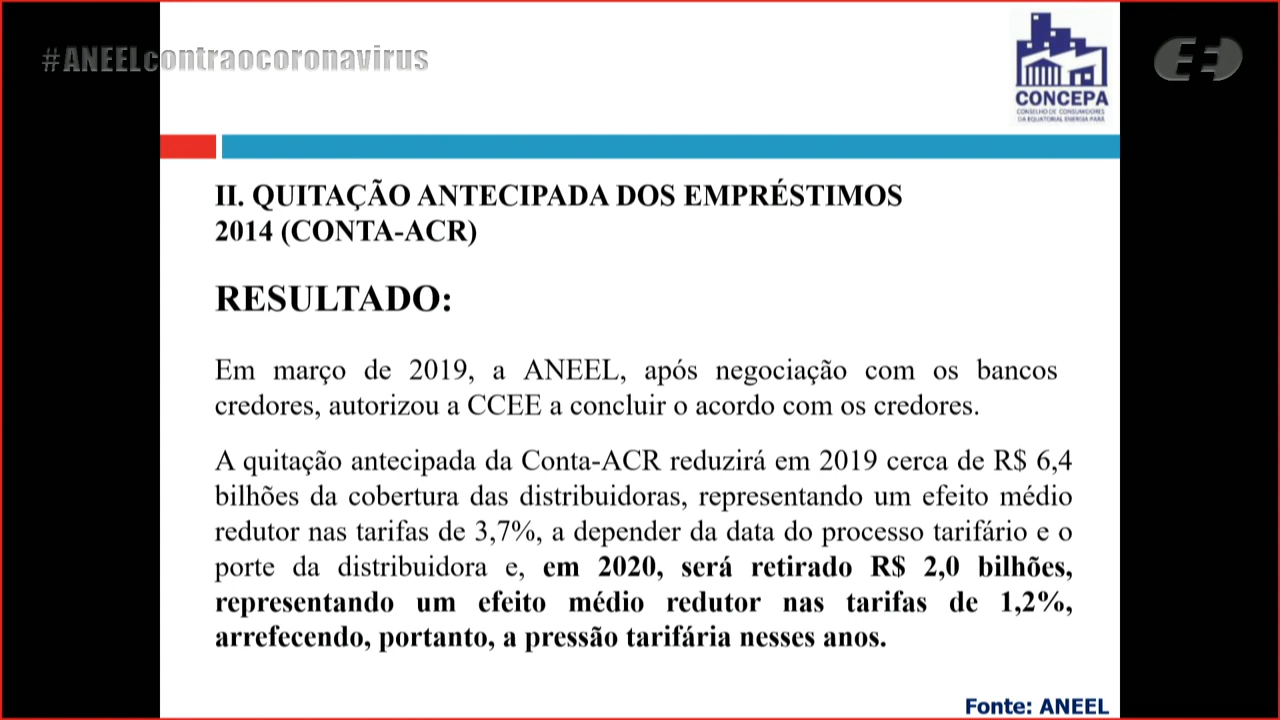 #ANEELcontraocoronavirus
CONCEPA
CONSELHO DE CONSUMIDORES
DA EQUATORIAL ENERGIA PARÁ
II. QUITAÇÃO ANTECIPADA DOS EMPRÉSTIMOS
2014 (CONTA-ACR)
RESULTADO:
Em março de 2019, a ANEEL, após negociação com os bancos
credores, autorizou a CCEE a concluir o acordo com os credores.
A quitação antecipada da Conta-ACR reduzirá em 2019 cerca de R$ 6,4
bilhões da cobertura das distribuidoras, representando um efeito médio
redutor nas tarifas de 3,7%, a depender da data do processo tarifário e o
porte da distribuidora e, em 2020, será retirado R$ 2,0 bilhões,
representando um efeito médio redutor nas tarifas de 1,2%,
arrefecendo, portanto, a pressão tarifária nesses anos.
Fonte: ANEEL